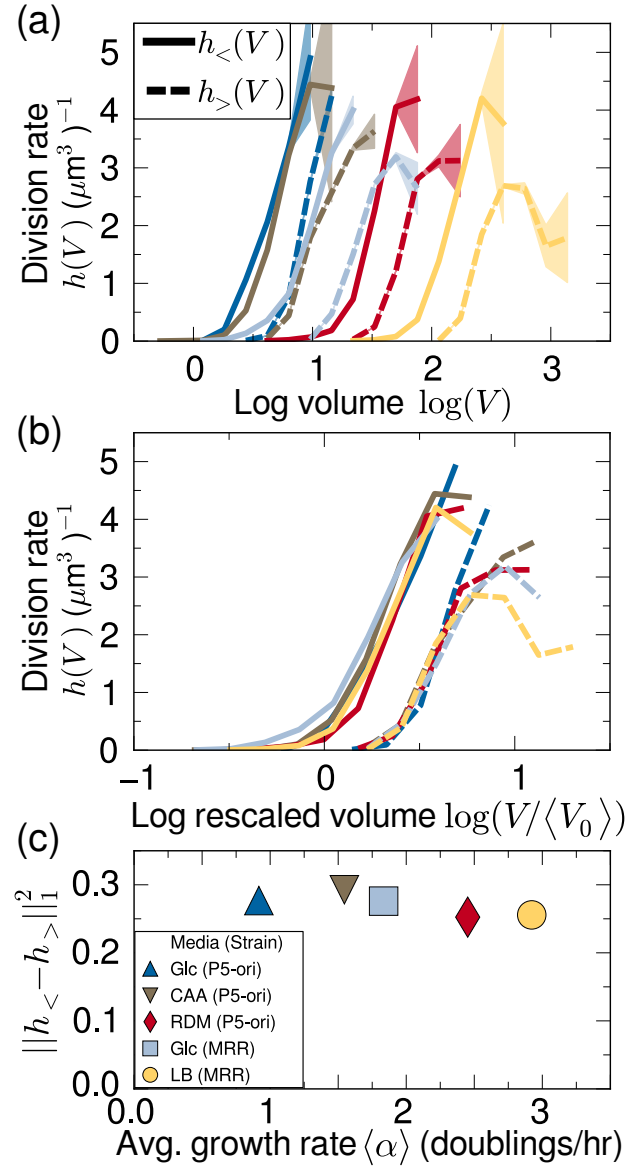 (a)
5
4
3
2
1
0
Division rate
h(V) (μm³ )⁻¹
h<(V)
h>(V)
0 1 2 3
Log volume log(V)
(b)
5
4
3
2
1
0
Division rate
h(V) (μm³ )⁻¹
−1 0 1
Log rescaled volume log(V/⟨V₀⟩)
(c)
0.3
0.2
0.1
0.0
||h<−h>||₁²
Media (Strain)
Glc (P5-ori)
CAA (P5-ori)
RDM (P5-ori)
Glc (MRR)
LB (MRR)
0.0 1 2 3
Avg. growth rate ⟨α⟩ (doublings/hr)